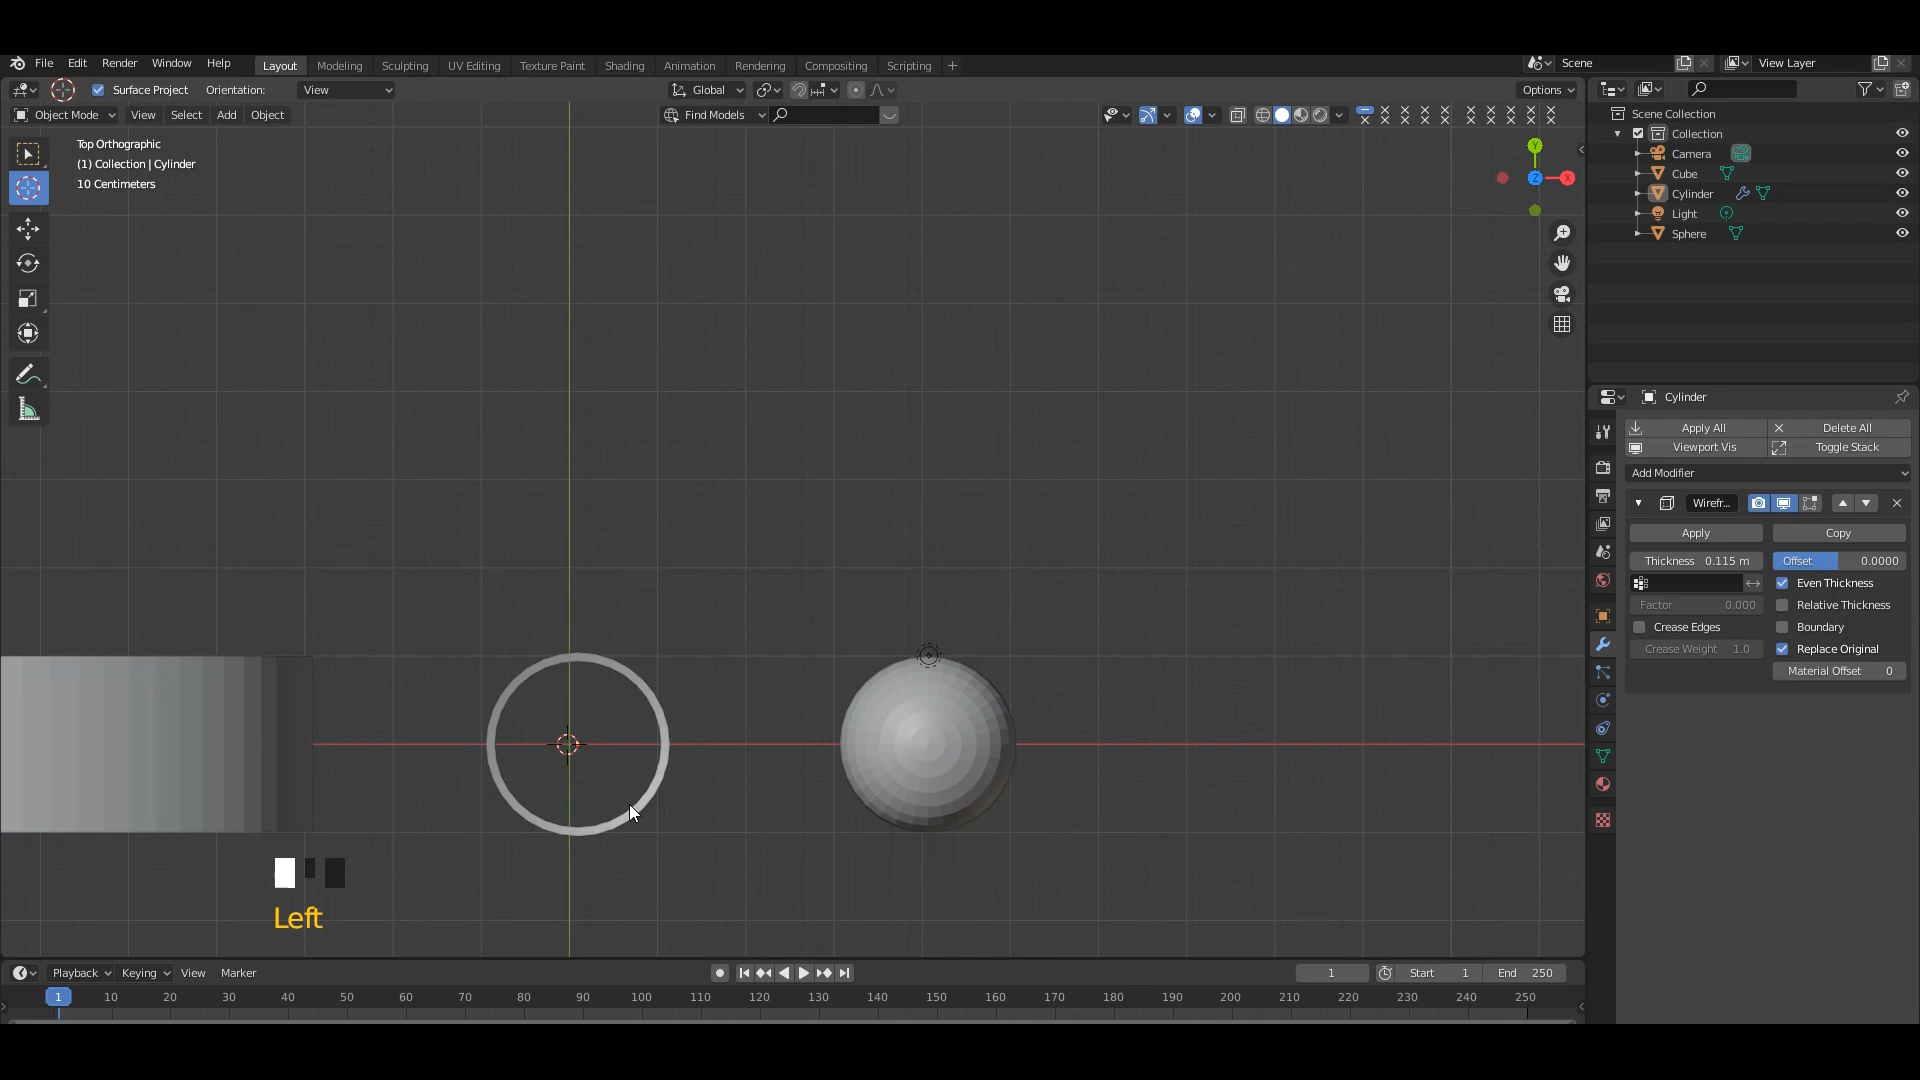 File Edit Render Window Help Layout Modeling Sculpting UV Editing Texture Paint Shading Animation Rendering Compositing Scripting + Scene View Layer
Surface Project Orientation: View Global Options
Object Mode View Select Add Object Find Models
Top Orthographic
(1) Collection | Cylinder
10 Centimeters
Y
Z X
Left
Scene Collection
Collection
Camera
Cube
Cylinder
Light
Sphere
Cylinder
Apply All Delete All
Viewport Vis Toggle Stack
Add Modifier
Wirefr...
Apply Copy
Thickness 0.115 m Offset 0.0000
Even Thickness
Factor 0.000 Relative Thickness
Crease Edges Boundary
Crease Weight 1.0 Replace Original
Material Offset 0
Playback Keying View Marker 1 Start 1 End 250
1 10 20 30 40 50 60 70 80 90 100 110 120 130 140 150 160 170 180 190 200 210 220 230 240 250